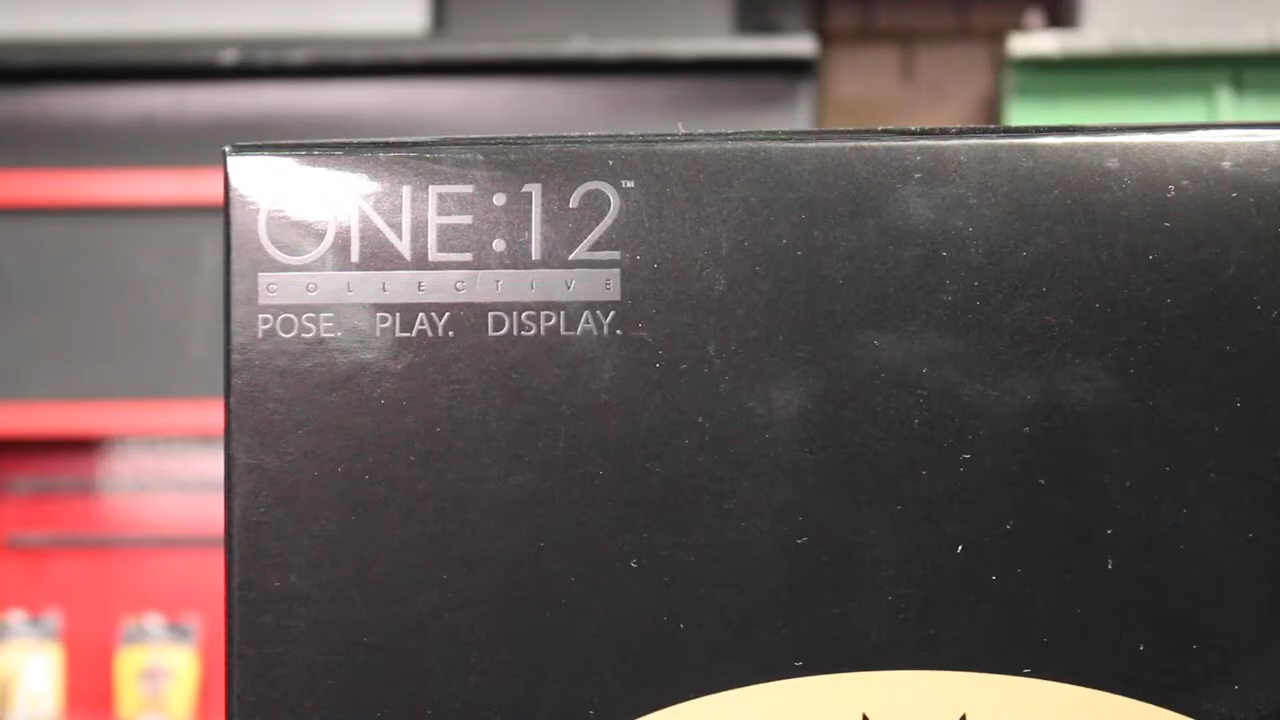 ONE:12™
COLLECTIVE
POSE. PLAY. DISPLAY.